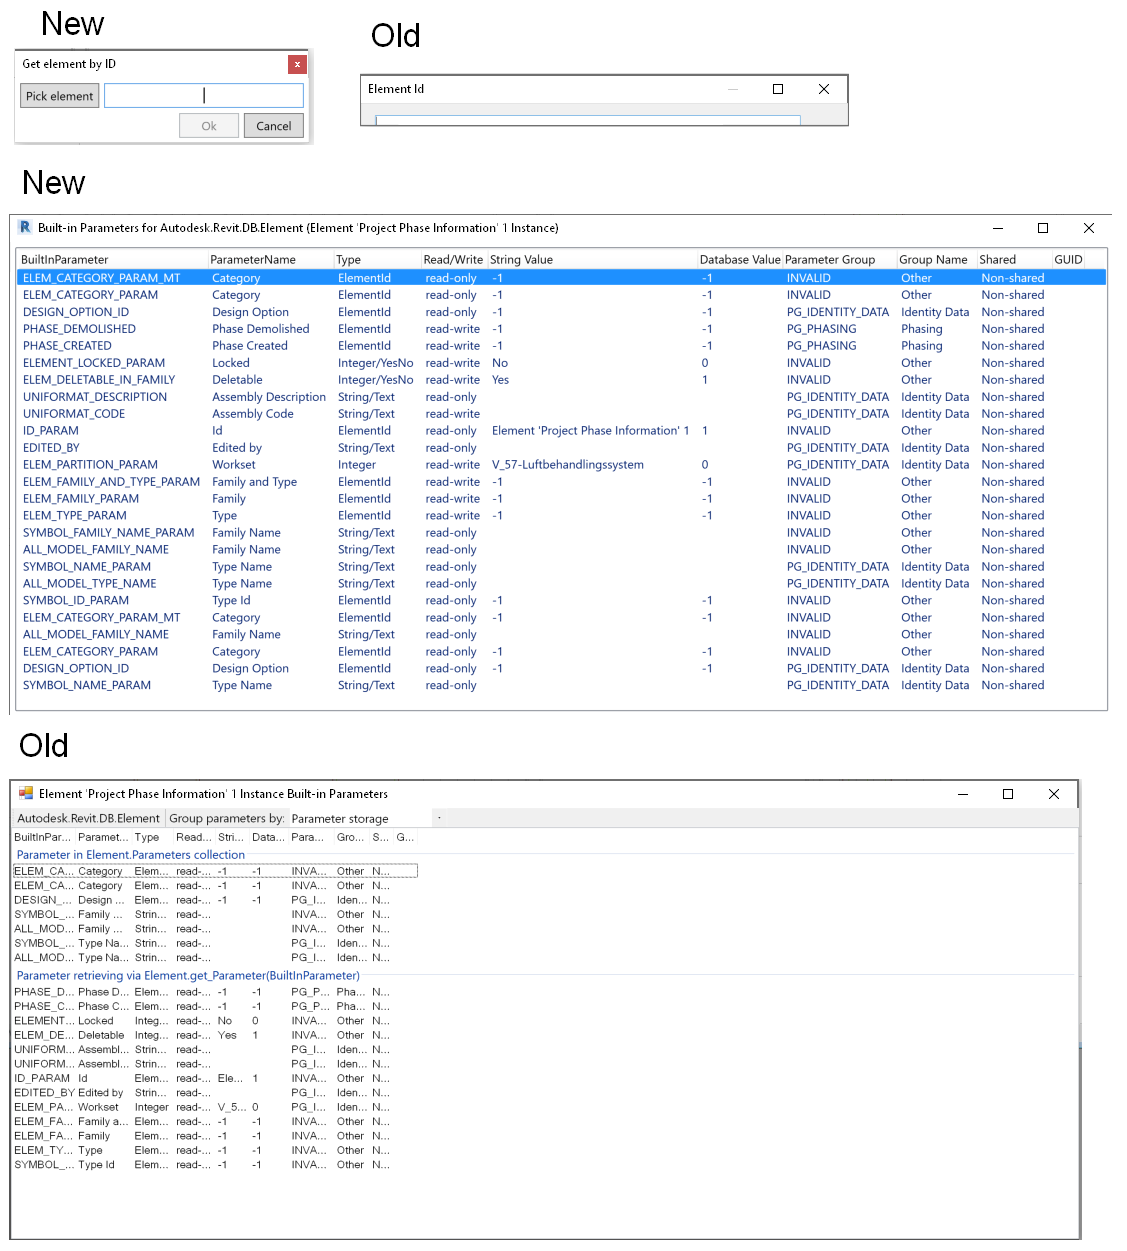 New
Old
Get element by ID x
Pick element
Ok Cancel
Element Id
New
R Built-in Parameters for Autodesk.Revit.DB.Element (Element 'Project Phase Information' 1 Instance)
BuiltInParameter ParameterName Type Read/Write String Value Database Value Parameter Group Group Name Shared GUID
ELEM_CATEGORY_PARAM_MT Category ElementId read-only -1 -1 INVALID Other Non-shared
ELEM_CATEGORY_PARAM Category ElementId read-only -1 -1 INVALID Other Non-shared
DESIGN_OPTION_ID Design Option ElementId read-only -1 -1 PG_IDENTITY_DATA Identity Data Non-shared
PHASE_DEMOLISHED Phase Demolished ElementId read-write -1 -1 PG_PHASING Phasing Non-shared
PHASE_CREATED Phase Created ElementId read-write -1 -1 PG_PHASING Phasing Non-shared
ELEMENT_LOCKED_PARAM Locked Integer/YesNo read-write No 0 INVALID Other Non-shared
ELEM_DELETABLE_IN_FAMILY Deletable Integer/YesNo read-write Yes 1 INVALID Other Non-shared
UNIFORMAT_DESCRIPTION Assembly Description String/Text read-only PG_IDENTITY_DATA Identity Data Non-shared
UNIFORMAT_CODE Assembly Code String/Text read-write PG_IDENTITY_DATA Identity Data Non-shared
ID_PARAM Id ElementId read-only Element 'Project Phase Information' 1 1 INVALID Other Non-shared
EDITED_BY Edited by String/Text read-only PG_IDENTITY_DATA Identity Data Non-shared
ELEM_PARTITION_PARAM Workset Integer read-write V_57-Luftbehandlingssystem 0 PG_IDENTITY_DATA Identity Data Non-shared
ELEM_FAMILY_AND_TYPE_PARAM Family and Type ElementId read-write -1 -1 INVALID Other Non-shared
ELEM_FAMILY_PARAM Family ElementId read-write -1 -1 INVALID Other Non-shared
ELEM_TYPE_PARAM Type ElementId read-write -1 -1 INVALID Other Non-shared
SYMBOL_FAMILY_NAME_PARAM Family Name String/Text read-only INVALID Other Non-shared
ALL_MODEL_FAMILY_NAME Family Name String/Text read-only INVALID Other Non-shared
SYMBOL_NAME_PARAM Type Name String/Text read-only PG_IDENTITY_DATA Identity Data Non-shared
ALL_MODEL_TYPE_NAME Type Name String/Text read-only PG_IDENTITY_DATA Identity Data Non-shared
SYMBOL_ID_PARAM Type Id ElementId read-only -1 -1 INVALID Other Non-shared
ELEM_CATEGORY_PARAM_MT Category ElementId read-only -1 -1 INVALID Other Non-shared
ALL_MODEL_FAMILY_NAME Family Name String/Text read-only INVALID Other Non-shared
ELEM_CATEGORY_PARAM Category ElementId read-only -1 -1 INVALID Other Non-shared
DESIGN_OPTION_ID Design Option ElementId read-only -1 -1 PG_IDENTITY_DATA Identity Data Non-shared
SYMBOL_NAME_PARAM Type Name String/Text read-only PG_IDENTITY_DATA Identity Data Non-shared
Old
Element 'Project Phase Information' 1 Instance Built-in Parameters
Autodesk.Revit.DB.Element Group parameters by: Parameter storage
BuiltInPar... Paramet... Type Read... Stri... Data... Para... Gro... S... G...
Parameter in Element.Parameters collection
ELEM_CA... Category Elem... read-... -1 -1 INVA... Other N...
ELEM_CA... Category Elem... read-... -1 -1 INVA... Other N...
DESIGN_... Design ... Elem... read-... -1 -1 PG_I... Iden... N...
SYMBOL_... Family ... Strin... read-... INVA... Other N...
ALL_MOD... Family ... Strin... read-... INVA... Other N...
SYMBOL_... Type Na... Strin... read-... PG_I... Iden... N...
ALL_MOD... Type Na... Strin... read-... PG_I... Iden... N...
Parameter retrieving via Element.get_Parameter(BuiltInParameter)
PHASE_D... Phase D... Elem... read-... -1 -1 PG_P... Pha... N...
PHASE_C... Phase C... Elem... read-... -1 -1 PG_P... Pha... N...
ELEMENT... Locked Integ... read-... No 0 INVA... Other N...
ELEM_DE... Deletable Integ... read-... Yes 1 INVA... Other N...
UNIFORM... Assembl... Strin... read-... PG_I... Iden... N...
UNIFORM... Assembl... Strin... read-... PG_I... Iden... N...
ID_PARAM Id Elem... read-... Ele... 1 INVA... Other N...
EDITED_BY Edited by Strin... read-... PG_I... Iden... N...
ELEM_PA... Workset Integer read-... V_5... 0 PG_I... Iden... N...
ELEM_FA... Family a... Elem... read-... -1 -1 INVA... Other N...
ELEM_FA... Family Elem... read-... -1 -1 INVA... Other N...
ELEM_TY... Type Elem... read-... -1 -1 INVA... Other N...
SYMBOL_... Type Id Elem... read-... -1 -1 INVA... Other N...